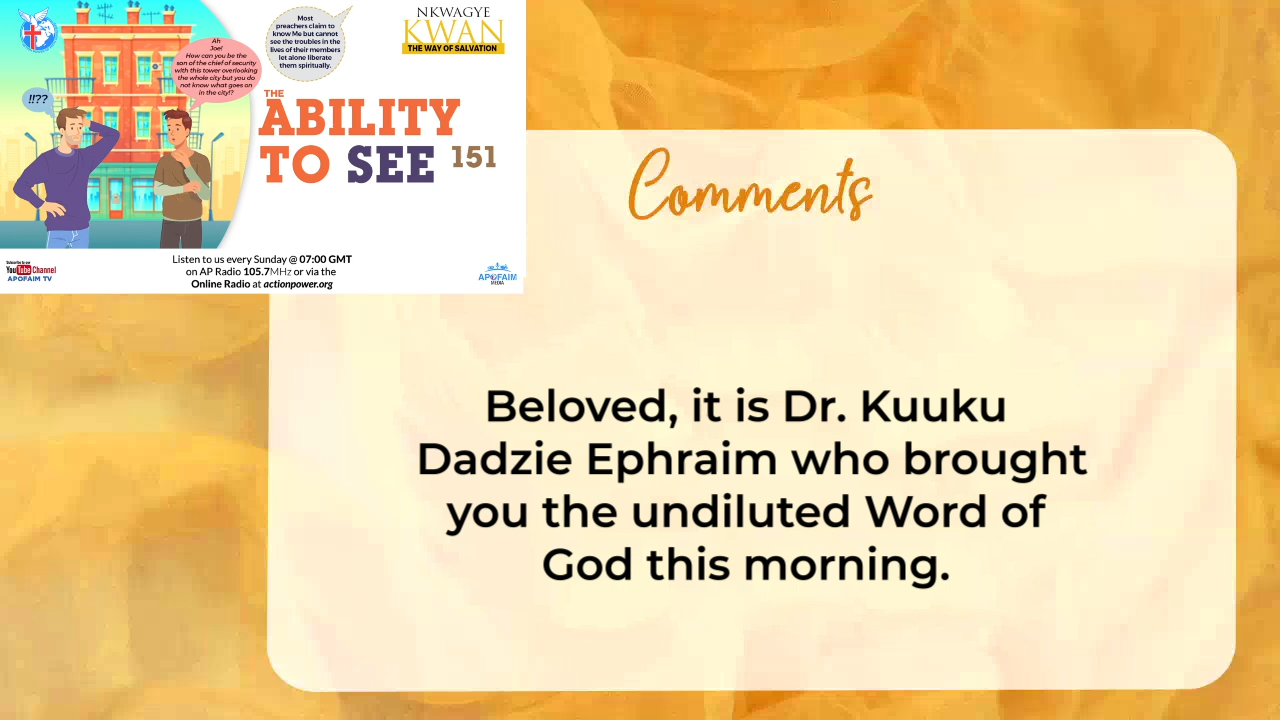 Most
preachers claim to
know Me but cannot
see the troubles in the
lives of their members
let alone liberate
them spiritually.
NKWAGYE
KWAN
THE WAY OF SALVATION
Ah
Joe!
How can you be the
son of the chief of security
with this tower overlooking
the whole city but you do
not know what goes on
in the city!?
!!??
THE
ABILITY
TO SEE 151
Subscribe to our
YouTube Channel
APOFAIM TV
Listen to us every Sunday @ 07:00 GMT
on AP Radio 105.7MHz or via the
Online Radio at actionpower.org
APOFAIM
MEDIA
Comments
Beloved, it is Dr. Kuuku
Dadzie Ephraim who brought
you the undiluted Word of
God this morning.